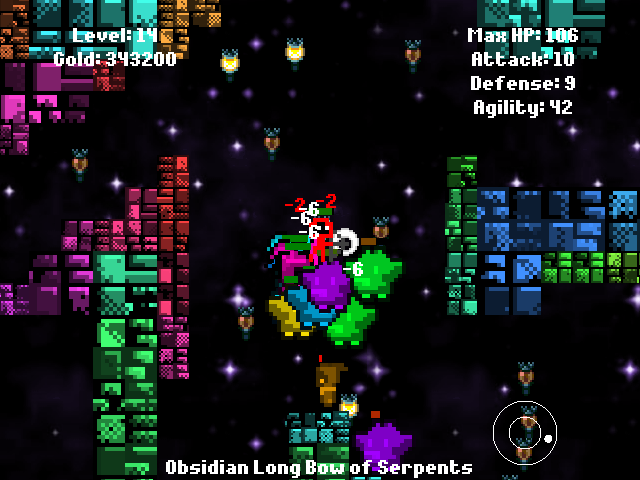 Level: 14
Gold: 343200
Max HP: 106
Attack: 10
Defense: 9
Agility: 42
-2 -6 -2
-6
-6
-6
Obsidian Long Bow of Serpents